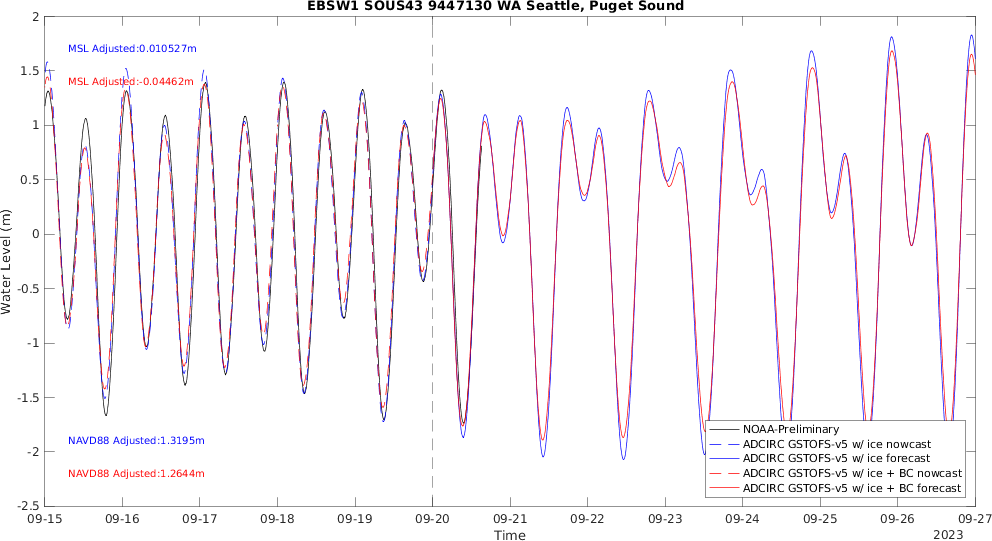 EBSW1 SOUS43 9447130 WA Seattle, Puget Sound
MSL Adjusted:0.010527m
MSL Adjusted:-0.04462m
NAVD88 Adjusted:1.3195m
NAVD88 Adjusted:1.2644m
Water Level (m)
2
1.5
1
0.5
0
-0.5
-1
-1.5
-2
-2.5
NOAA-Preliminary
ADCIRC GSTOFS-v5 w/ ice nowcast
ADCIRC GSTOFS-v5 w/ ice forecast
ADCIRC GSTOFS-v5 w/ ice + BC nowcast
ADCIRC GSTOFS-v5 w/ ice + BC forecast
09-15 09-16 09-17 09-18 09-19 09-20 09-21 09-22 09-23 09-24 09-25 09-26 09-27
Time
2023